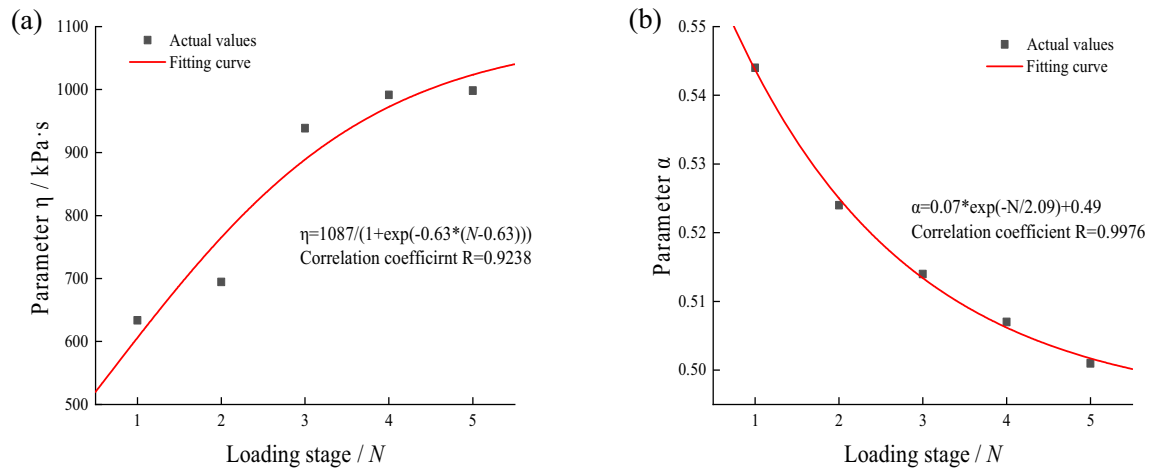 (a)
1100
1000
900
800
700
600
500
1
2
3
4
5
Parameter η / kPa·s
Loading stage / N
Actual values
Fitting curve
η=1087/(1+exp(-0.63*(N-0.63)))
Correlation coefficirnt R=0.9238
(b)
0.55
0.54
0.53
0.52
0.51
0.50
1
2
3
4
5
Parameter α
Loading stage / N
Actual values
Fitting curve
α=0.07*exp(-N/2.09)+0.49
Correlation coefficient R=0.9976